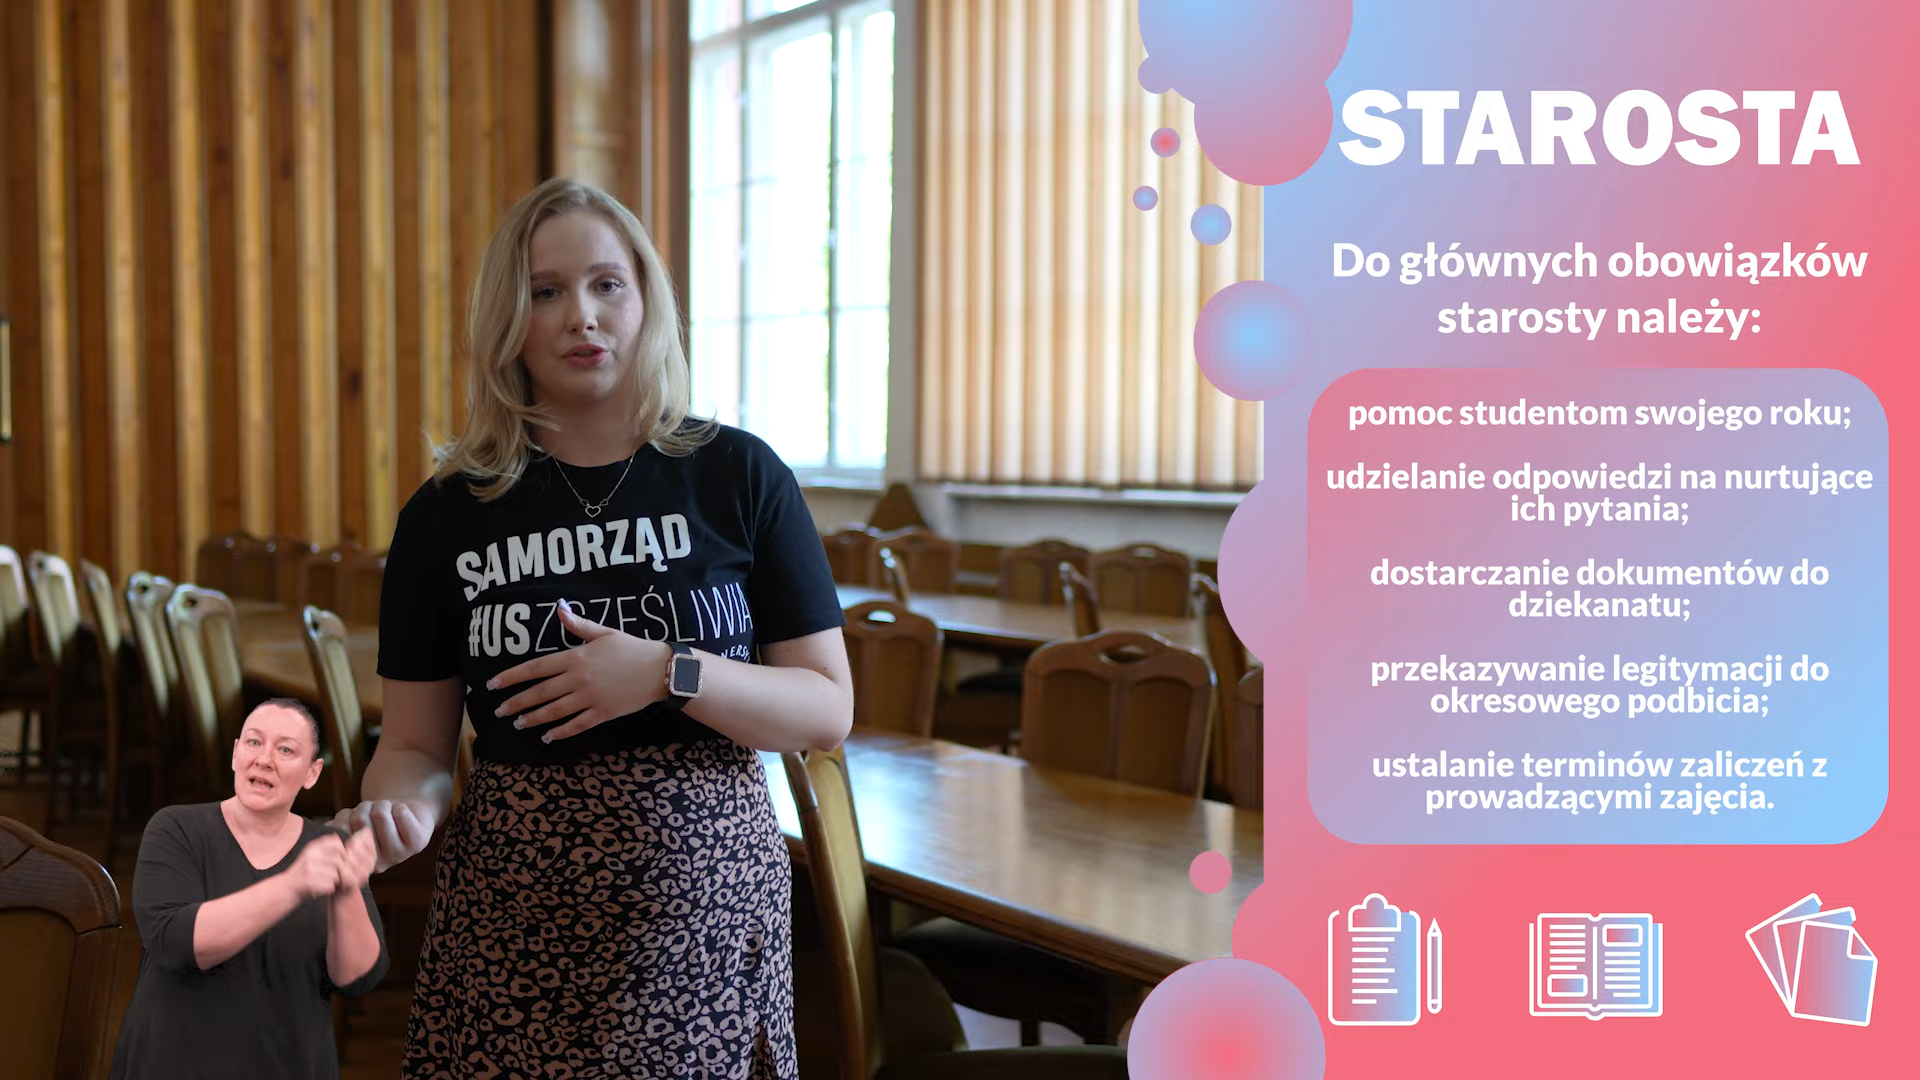 STAROSTA
Do głównych obowiązków
starosty należy:
pomoc studentom swojego roku;
udzielanie odpowiedzi na nurtujące
ich pytania;
dostarczanie dokumentów do
dziekanatu;
przekazywanie legitymacji do
okresowego podbicia;
ustalanie terminów zaliczeń z
prowadzącymi zajęcia.
SAMORZĄD
#USZCZEŚLIWIA